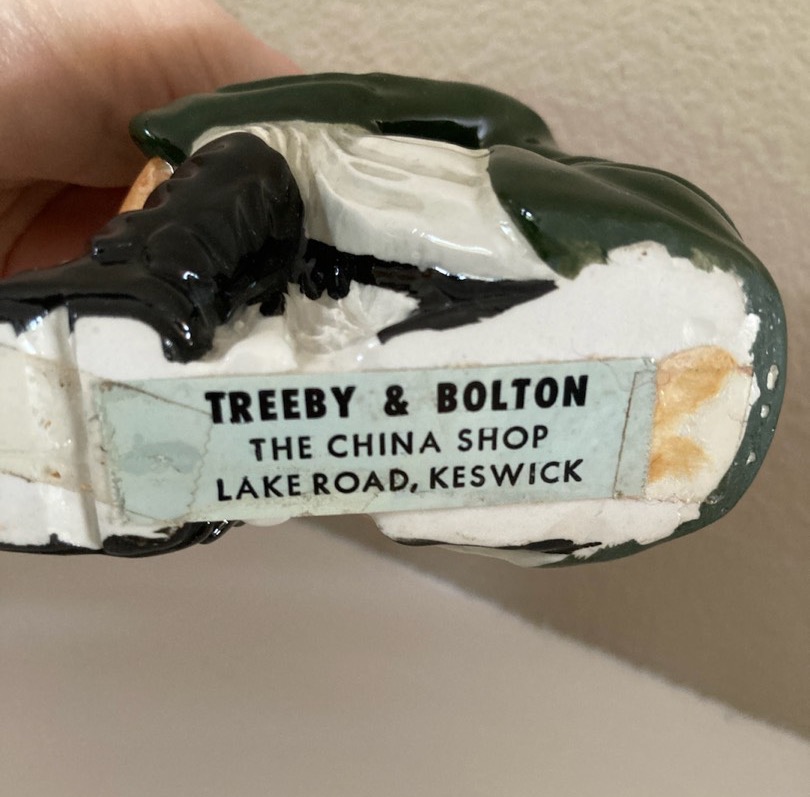 TREEBY & BOLTON
THE CHINA SHOP
LAKE ROAD, KESWICK